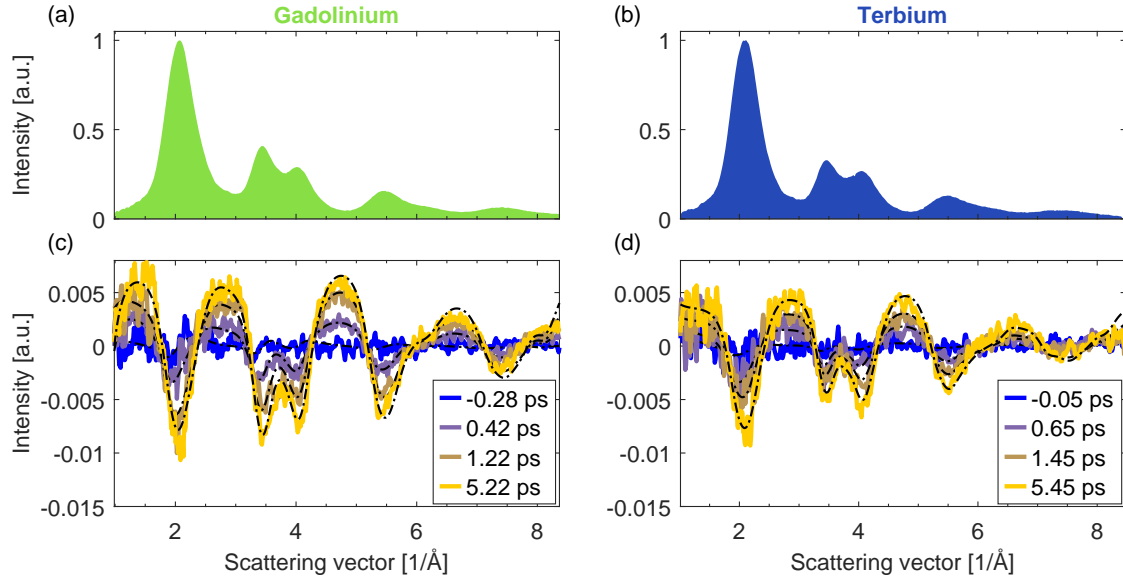 (a) Gadolinium
(b) Terbium
Intensity [a.u.]
1
0.5
0
Intensity [a.u.]
1
0.5
0
(c)
Intensity [a.u.]
0.005
0
-0.005
-0.01
-0.015
2 4 6 8
Scattering vector [1/Å]
-0.28 ps
0.42 ps
1.22 ps
5.22 ps
(d)
Intensity [a.u.]
0.005
0
-0.005
-0.01
-0.015
2 4 6 8
Scattering vector [1/Å]
-0.05 ps
0.65 ps
1.45 ps
5.45 ps